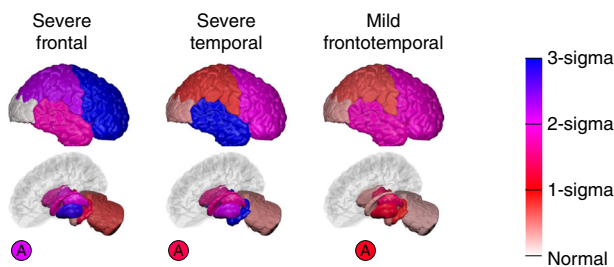 Severe
frontal
Severe
temporal
Mild
frontotemporal
3-sigma
2-sigma
1-sigma
Normal
A
A
A